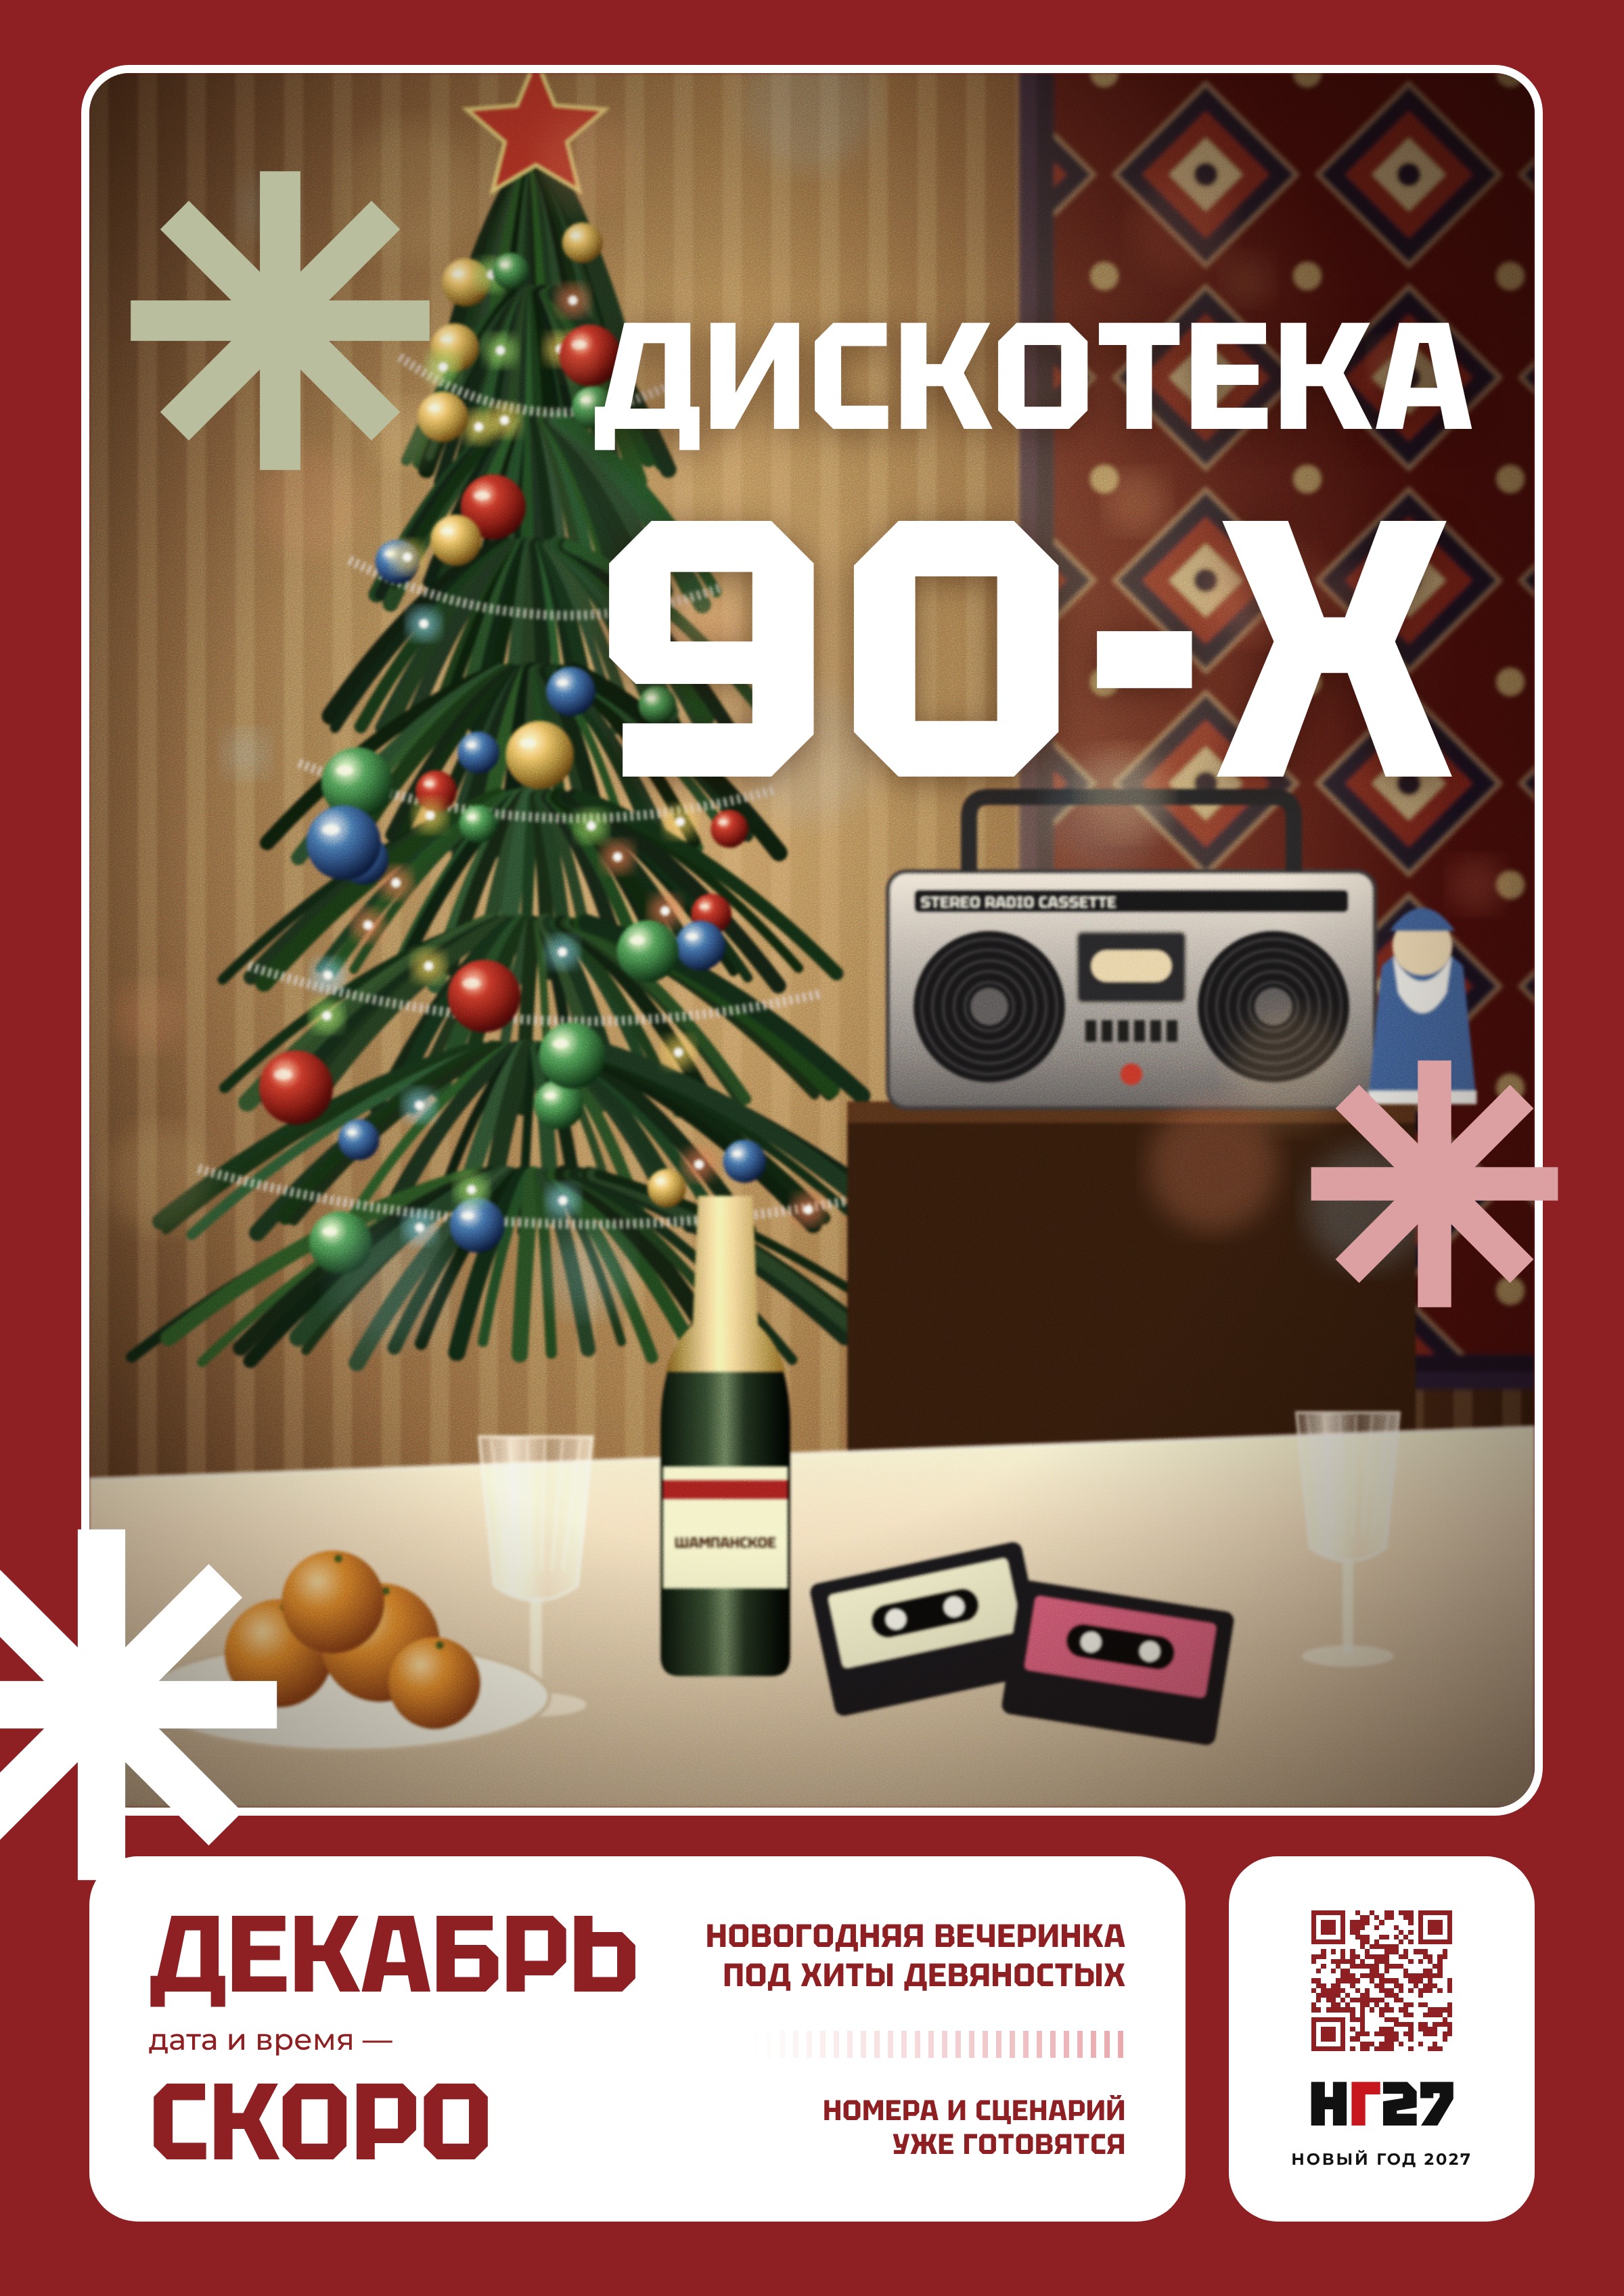 ДИСКОТЕКА
90-Х
STEREO RADIO CASSETTE
ШАМПАНСКОЕ
ДЕКАБРЬ
дата и время —
СКОРО
НОВОГОДНЯЯ ВЕЧЕРИНКА
ПОД ХИТЫ ДЕВЯНОСТЫХ
НОМЕРА И СЦЕНАРИЙ
УЖЕ ГОТОВЯТСЯ
НГ27
НОВЫЙ ГОД 2027